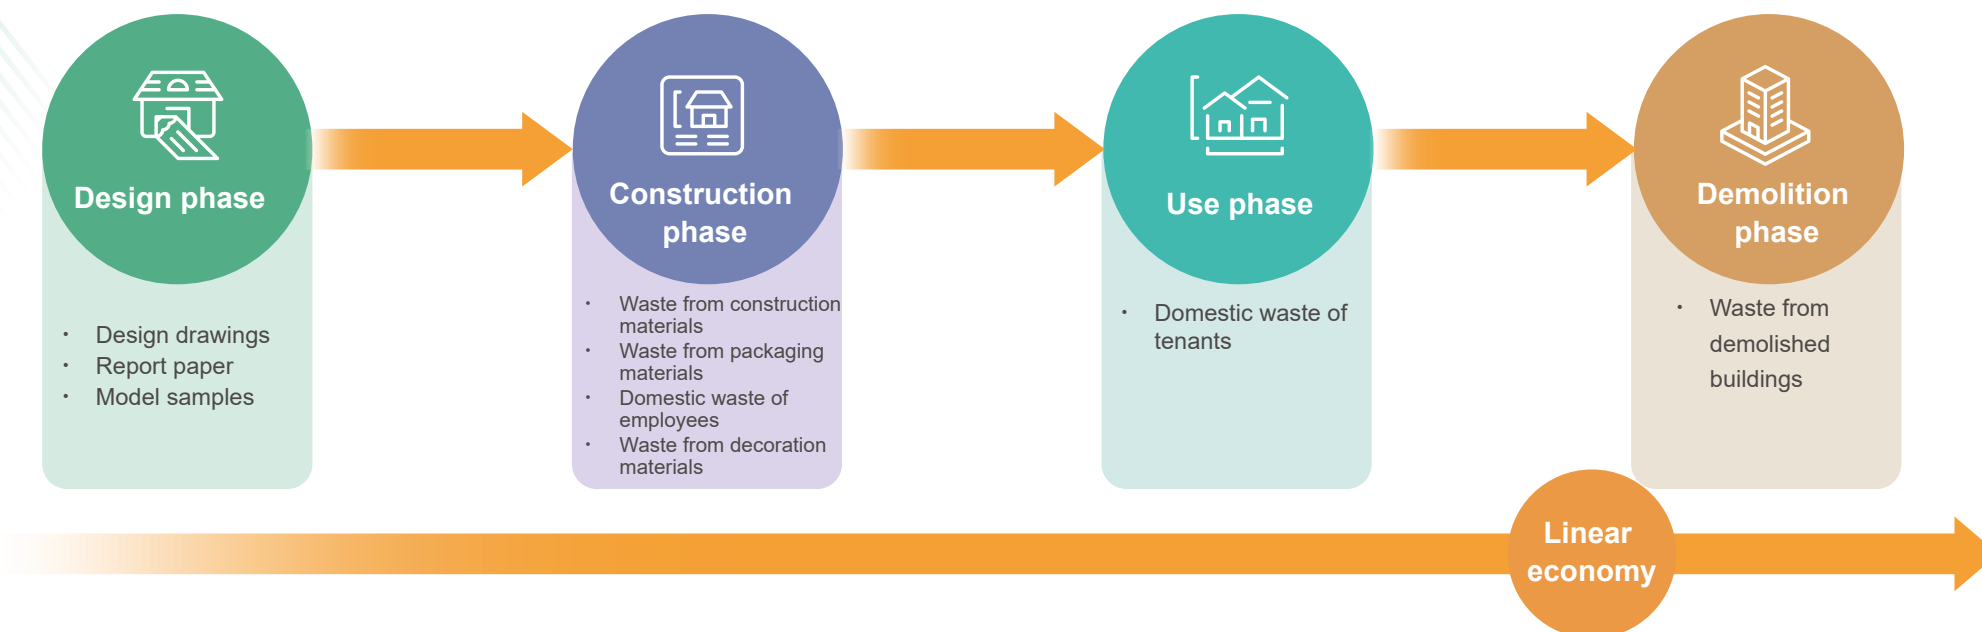 Design phase
・ Design drawings
・ Report paper
・ Model samples
Construction
phase
・ Waste from construction
materials
・ Waste from packaging
materials
・ Domestic waste of
employees
・ Waste from decoration
materials
Use phase
・ Domestic waste of
tenants
Demolition
phase
・ Waste from
demolished
buildings
Linear
economy